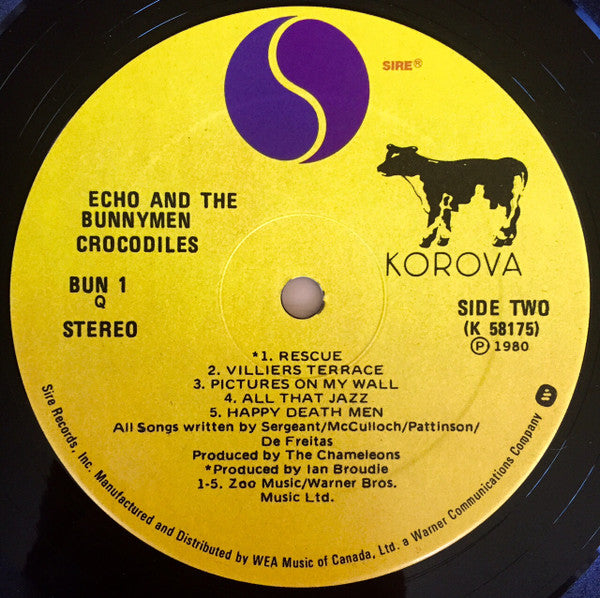 SIRE®
KOROVA
ECHO AND THE
BUNNYMEN
CROCODILES
BUN 1
Q
STEREO
SIDE TWO
(K 58175)
Ⓟ 1980
*1. RESCUE
2. VILLIERS TERRACE
3. PICTURES ON MY WALL
4. ALL THAT JAZZ
5. HAPPY DEATH MEN
All Songs written by Sergeant/McCulloch/Pattinson/
De Freitas
Produced by The Chameleons
*Produced by Ian Broudie
1-5. Zoo Music/Warner Bros.
Music Ltd.
Sire Records, Inc. Manufactured and Distributed by WEA Music of Canada, Ltd. a Warner Communications Company